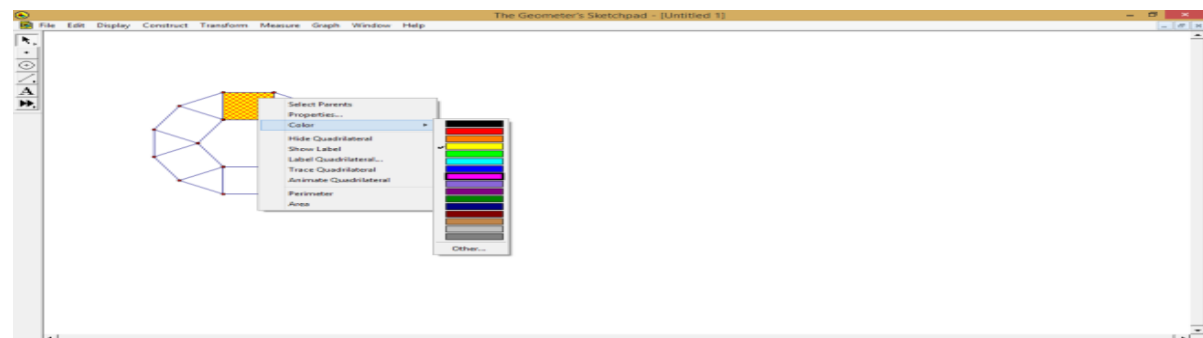 The Geometer's Sketchpad - [Untitled 1]
File Edit Display Construct Transform Measure Graph Window Help
A
Select Parents
Properties...
Color
Hide Quadrilateral
Show Label
Label Quadrilateral...
Trace Quadrilateral
Animate Quadrilateral
Perimeter
Area
Other...